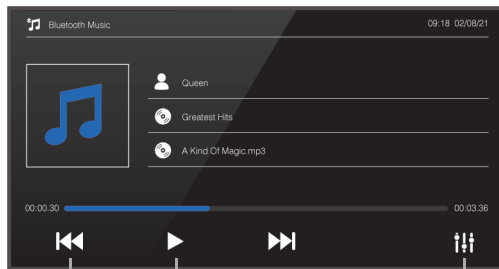 Bluetooth Music
09:18 02/08/21
Queen
Greatest Hits
A Kind Of Magic.mp3
00:00.30
00:03.36